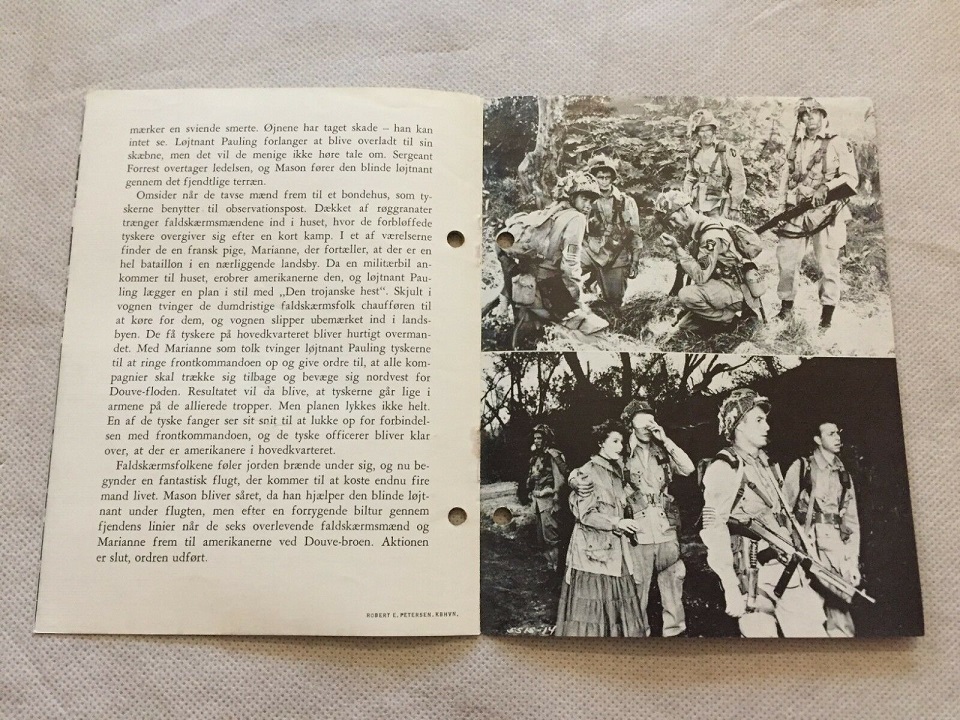 mærker en sviende smerte. Øjnene har taget skade – han kan
intet se. Løjtnant Pauling forlanger at blive overladt til sin
skæbne, men det vil de menige ikke høre tale om. Sergeant
Forrest overtager ledelsen, og Mason fører den blinde løjtnant
gennem det fjendtlige terræn.
Omsider når de tavse mænd frem til et bondehus, som ty-
skerne benytter til observationspost. Dækket af røggranater
trænger faldskærmsmændene ind i huset, hvor de forbløffede
tyskere overgiver sig efter en kort kamp. I et af værelserne
finder de en fransk pige, Marianne, der fortæller, at der er en
hel bataillon i en nærliggende landsby. Da en militærbil an-
kommer til huset, erobrer amerikanerne den, og løjtnant Pau-
ling lægger en plan i stil med „Den trojanske hest“. Skjult i
vognen tvinger de dumdristige faldskærmsfolk chaufføren til
at køre for dem, og vognen slipper ubemærket ind i lands-
byen. De få tyskere på hovedkvarteret bliver hurtigt overman-
det. Med Marianne som tolk tvinger løjtnant Pauling tyskerne
til at ringe frontkommandoen op og give ordre til, at alle kom-
pagnier skal trække sig tilbage og bevæge sig nordvest for
Douve-floden. Resultatet vil da blive, at tyskerne går lige i
armene på de allierede tropper. Men planen lykkes ikke helt.
En af de tyske fanger ser sit snit til at lukke op for forbindel-
sen med frontkommandoen, og de tyske officerer bliver klar
over, at der er amerikanere i hovedkvarteret.
Faldskærmsfolkene føler jorden brænde under sig, og nu be-
gynder en fantastisk flugt, der kommer til at koste endnu fire
mand livet. Mason bliver såret, da han hjælper den blinde løjt-
nant under flugten, men efter en forrygende biltur gennem
fjendens linier når de seks overlevende faldskærmsmænd og
Marianne frem til amerikanerne ved Douve-broen. Aktionen
er slut, ordren udført.
ROBERT E. PETERSEN. KBHVN.
5515-14